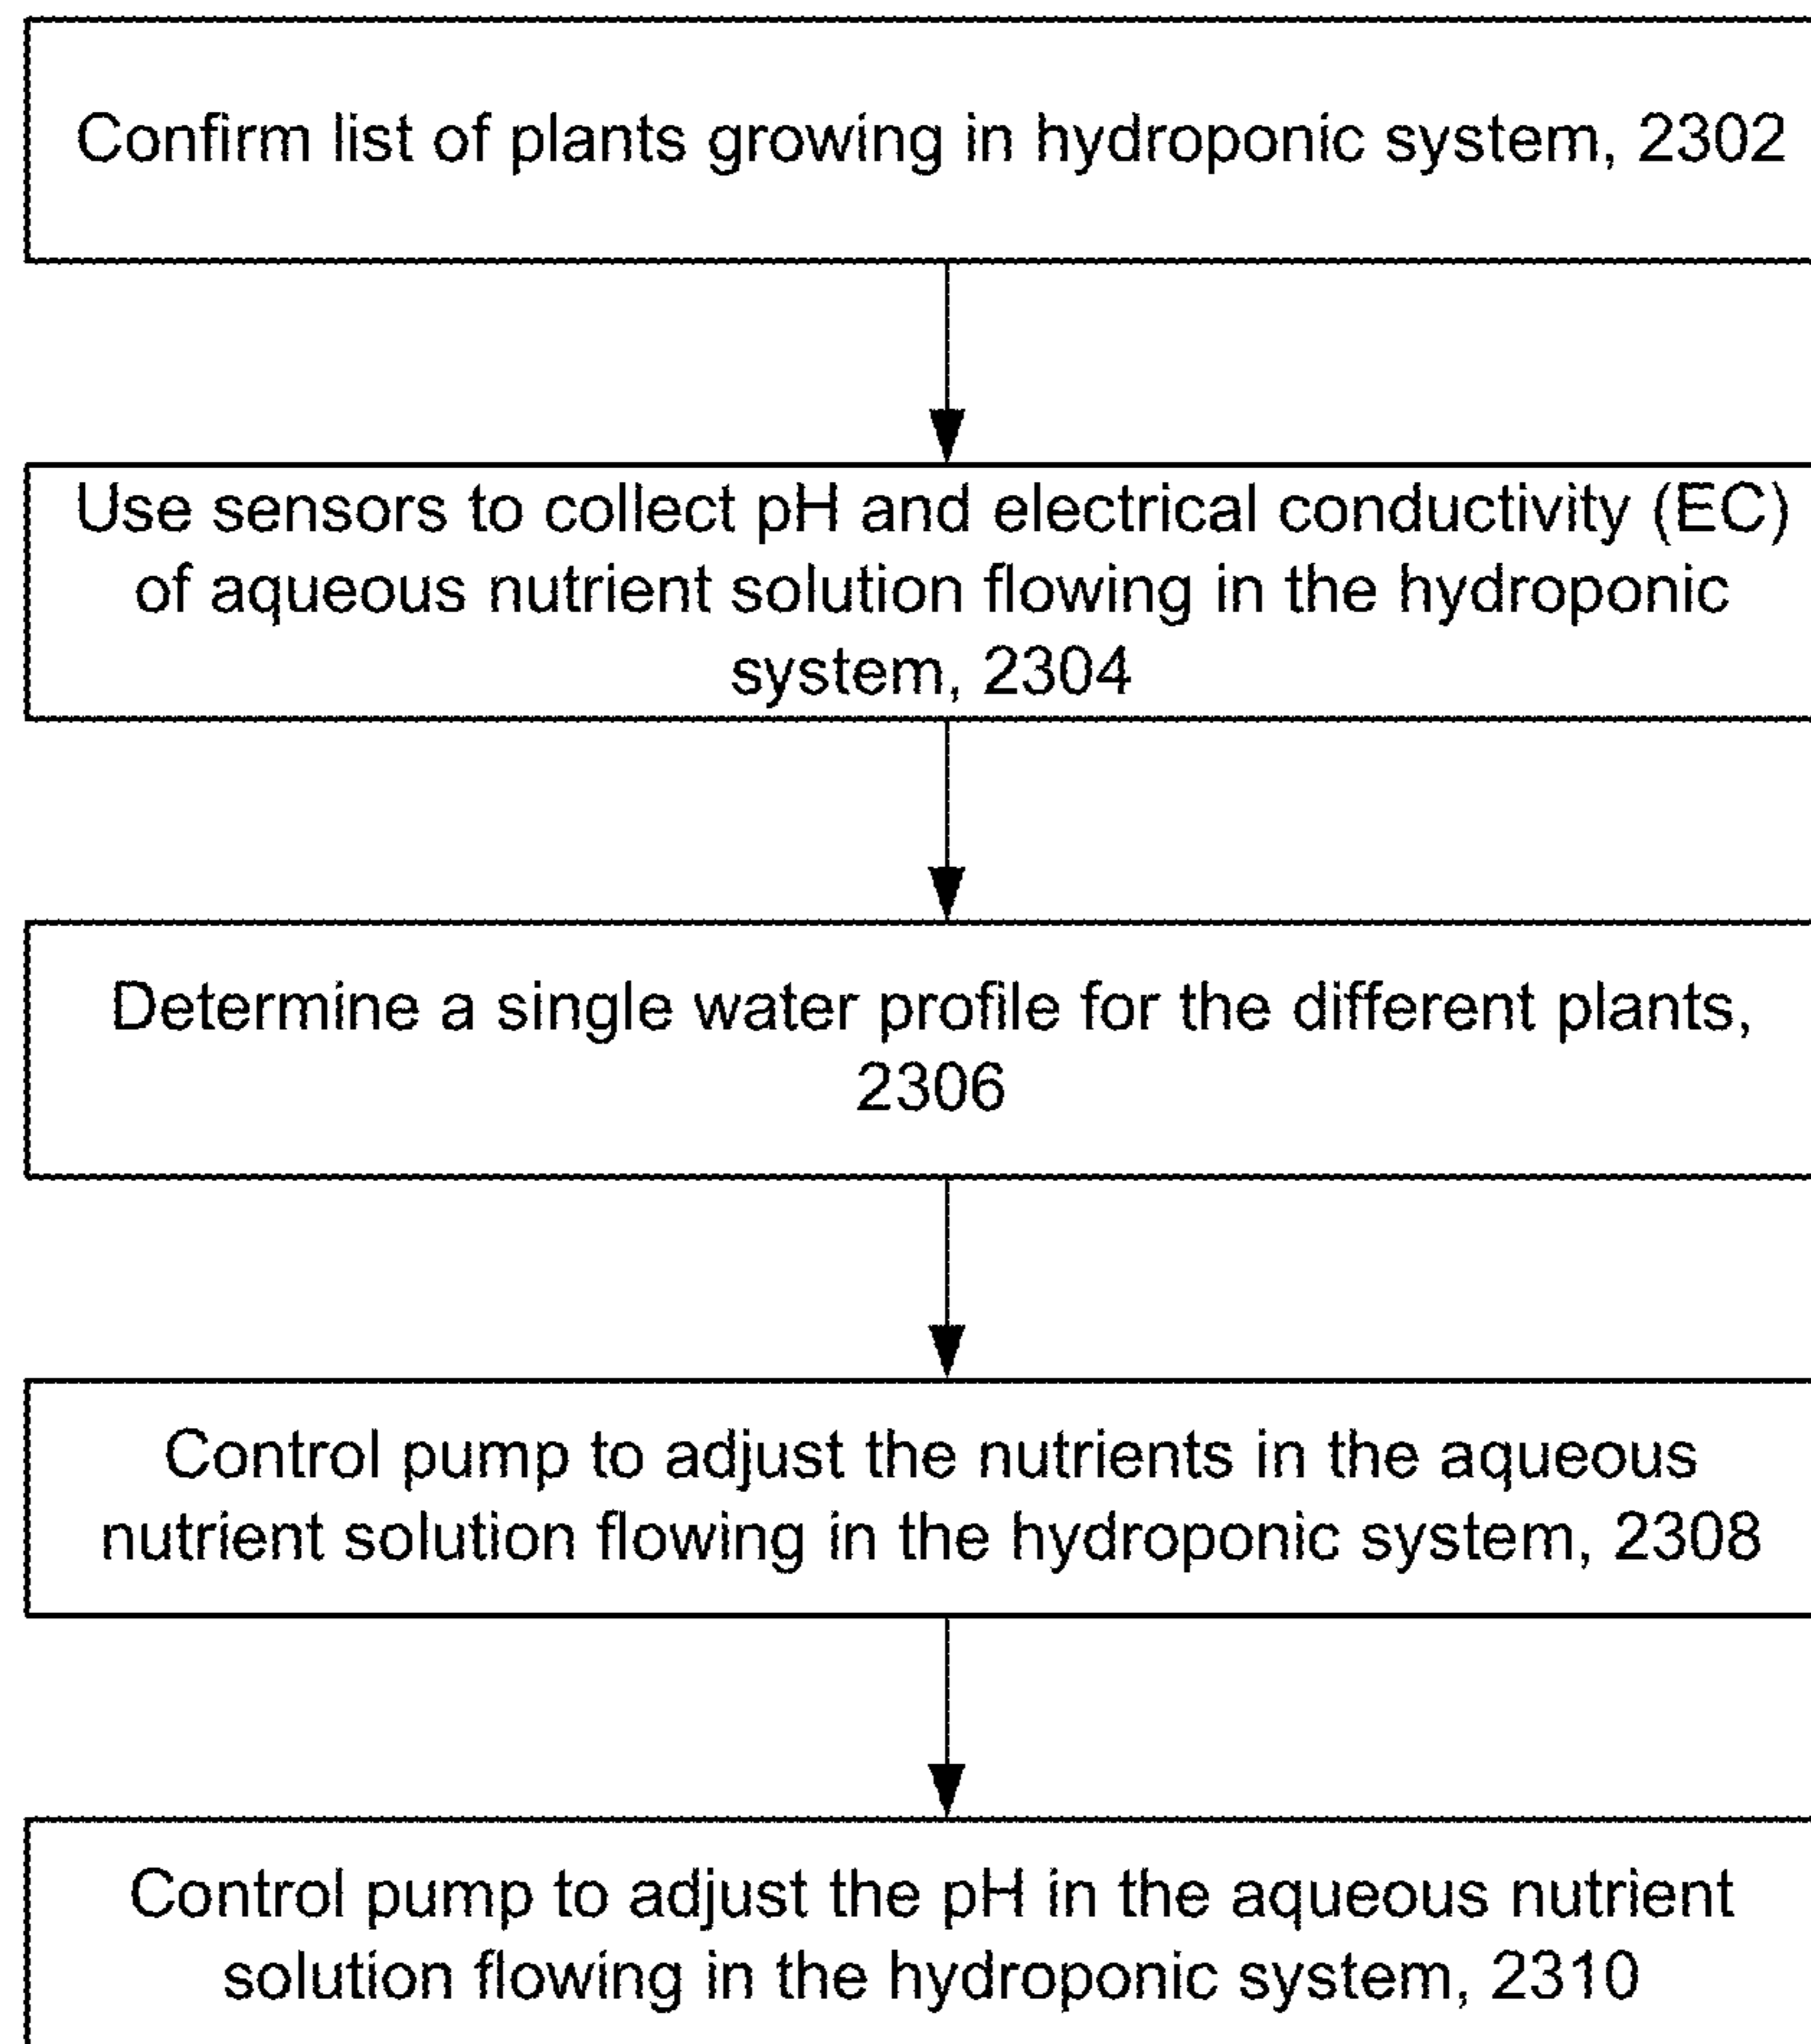 Confirm list of plants growing in hydroponic system, 2302
Use sensors to collect pH and electrical conductivity (EC)
of aqueous nutrient solution flowing in the hydroponic
system, 2304
Determine a single water profile for the different plants,
2306
Control pump to adjust the nutrients in the aqueous
nutrient solution flowing in the hydroponic system, 2308
Control pump to adjust the pH in the aqueous nutrient
solution flowing in the hydroponic system, 2310